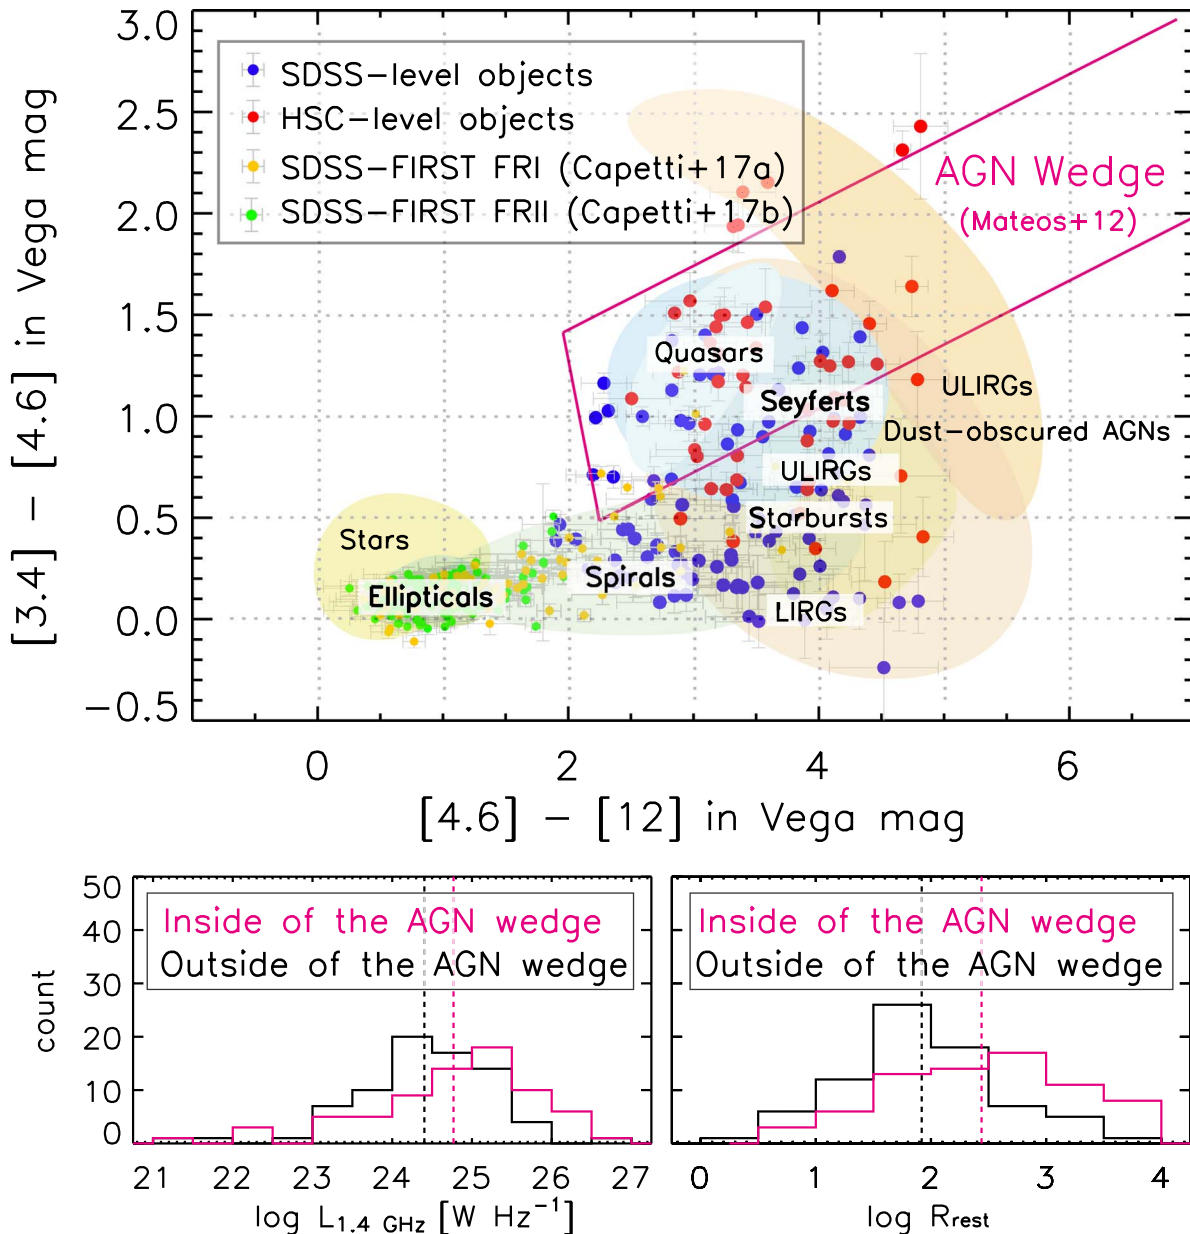 3.0
2.5
2.0
1.5
1.0
0.5
0.0
−0.5
[3.4] − [4.6] in Vega mag
SDSS−level objects
HSC−level objects
SDSS−FIRST FRI (Capetti+17a)
SDSS−FIRST FRII (Capetti+17b)
AGN Wedge
(Mateos+12)
Quasars
ULIRGs
Seyferts
Dust−obscured AGNs
ULIRGs
Starbursts
Stars
Spirals
Ellipticals
LIRGs
0 2 4 6
[4.6] − [12] in Vega mag
50
40
30
20
10
0
count
Inside of the AGN wedge
Outside of the AGN wedge
21 22 23 24 25 26 27
log L1.4 GHz [W Hz−1]
Inside of the AGN wedge
Outside of the AGN wedge
0 1 2 3 4
log Rrest